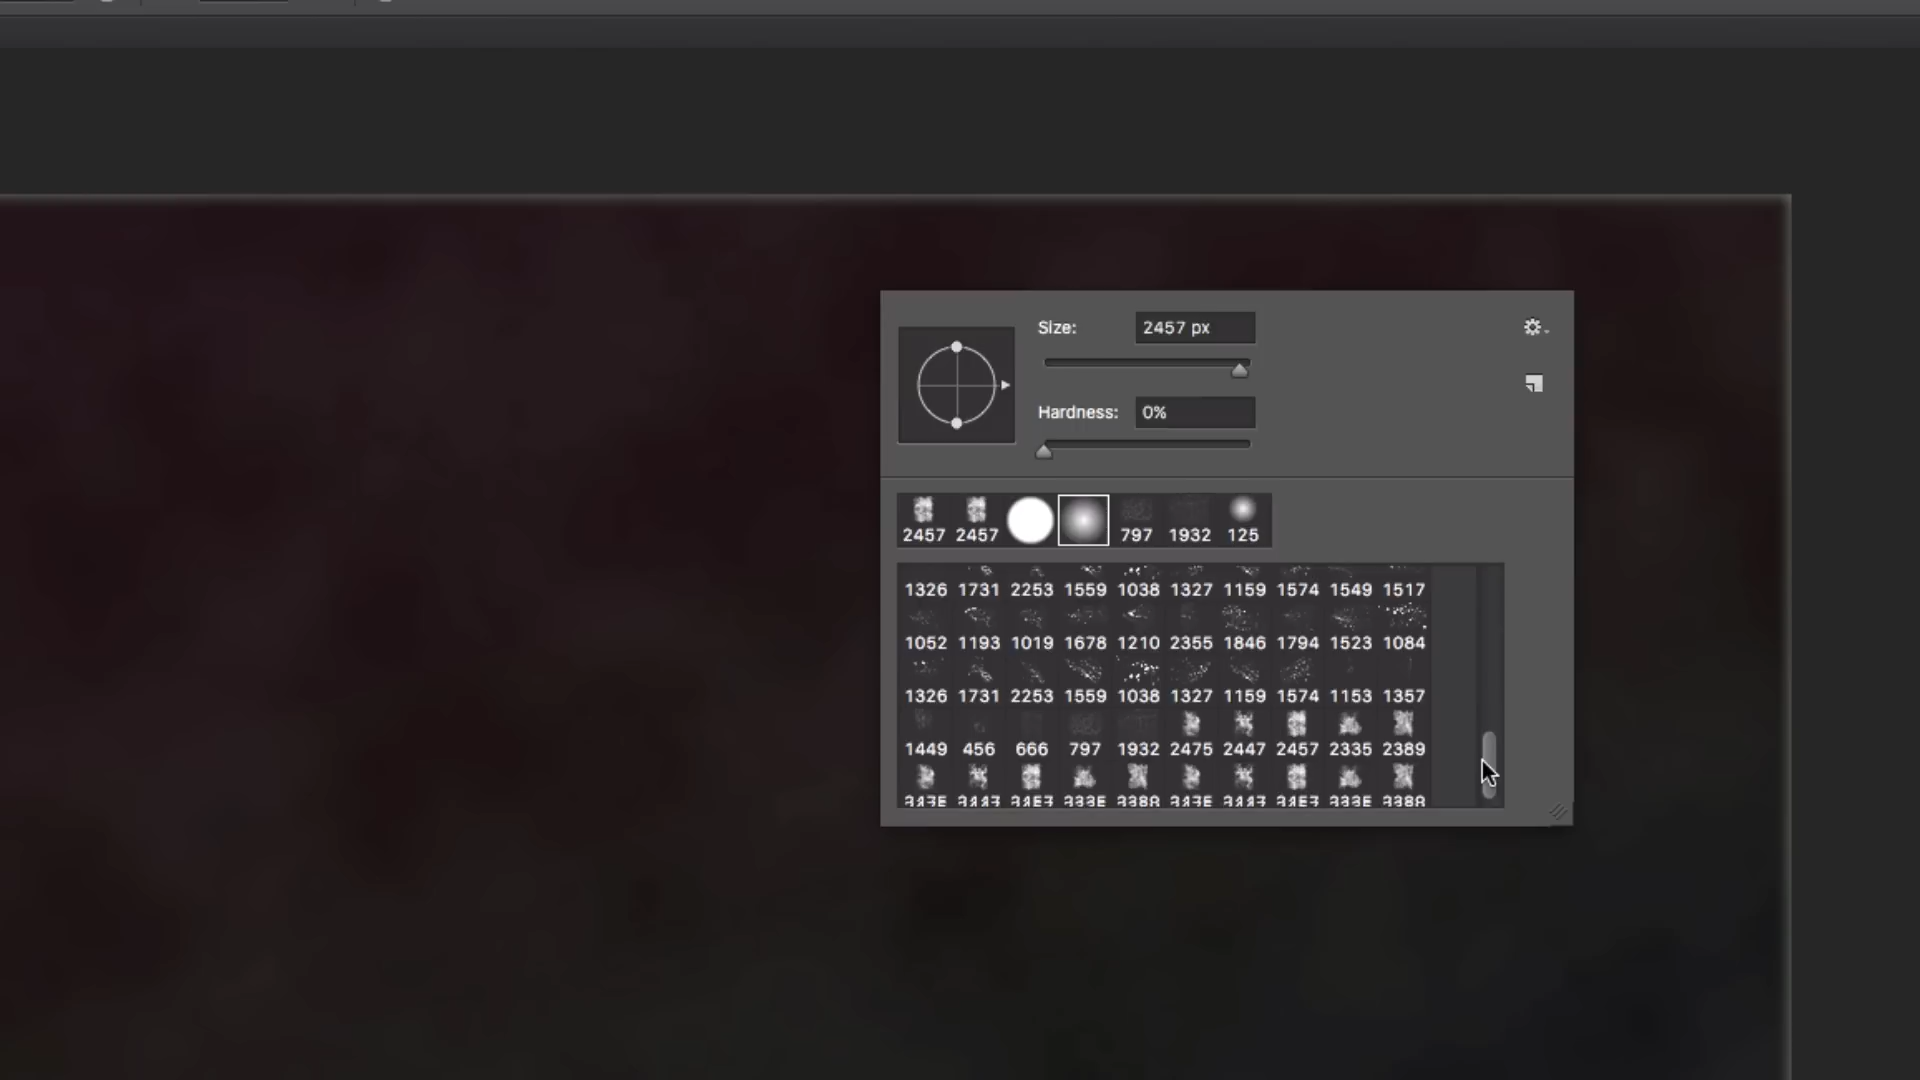 Size: 2457 px
Hardness: 0%
2457 2457 797 1932 125
1326 1731 2253 1559 1038 1327 1159 1574 1549 1517
1052 1193 1019 1678 1210 2355 1846 1794 1523 1084
1326 1731 2253 1559 1038 1327 1159 1574 1153 1357
1449 456 666 797 1932 2475 2447 2457 2335 2389